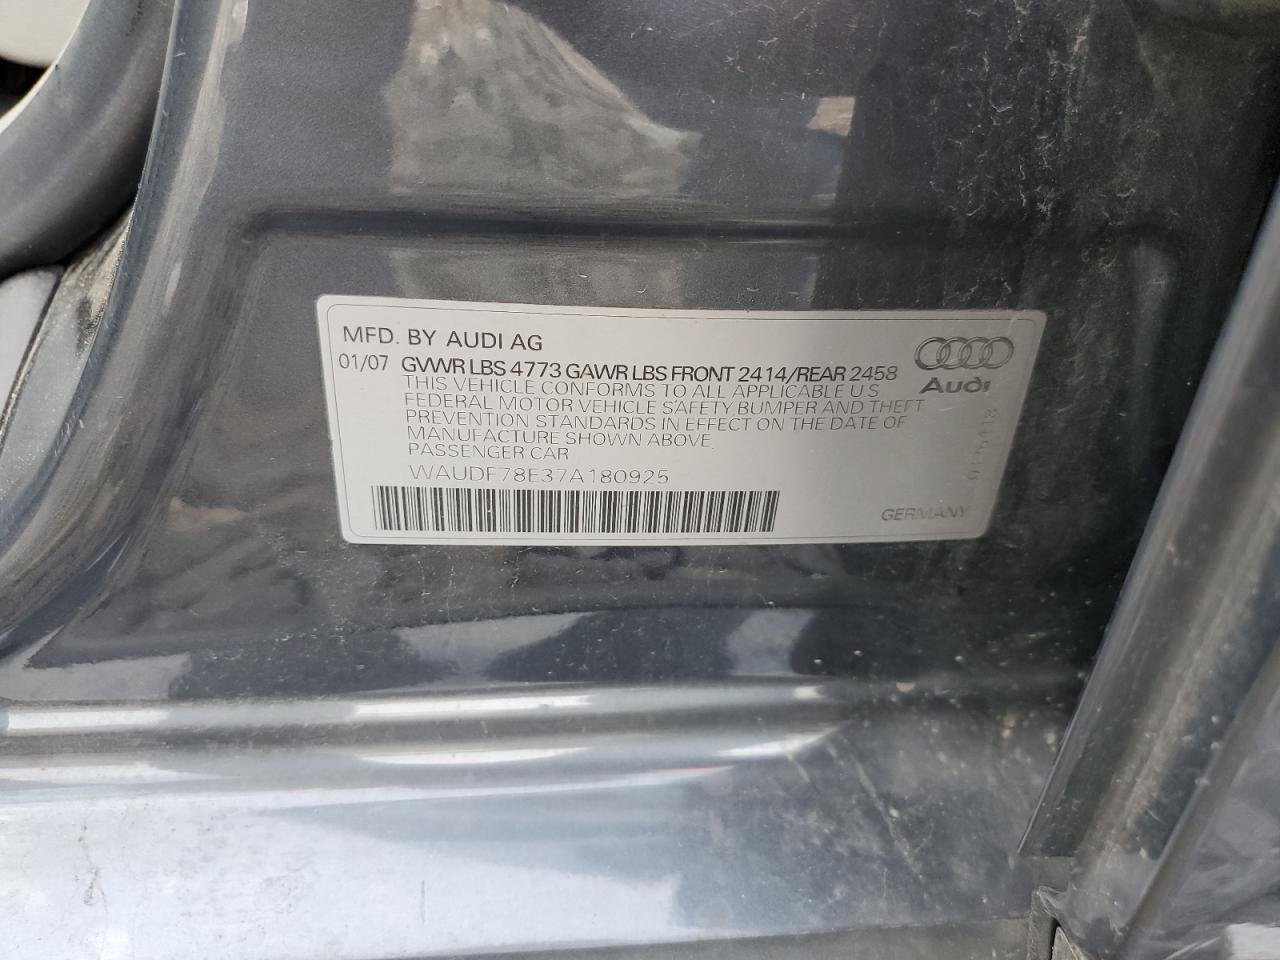 MFD. BY AUDI AG
01/07 GVWR LBS 4773 GAWR LBS FRONT 2414/REAR 2458
THIS VEHICLE CONFORMS TO ALL APPLICABLE U S
FEDERAL MOTOR VEHICLE SAFETY,BUMPER AND THEFT
PREVENTION STANDARDS IN EFFECT ON THE DATE OF
MANUFACTURE SHOWN ABOVE.
PASSENGER CAR
WAUDF78E37A180925
Audi
GERMANY